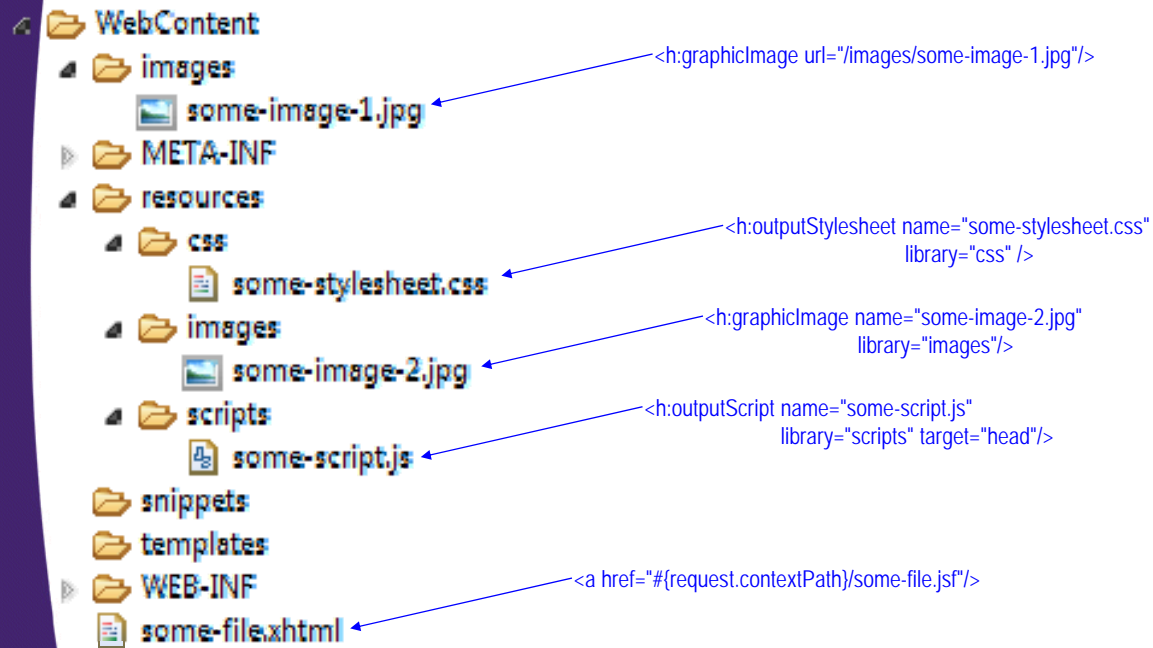 WebContent
images
<h:graphicImage url="/images/some-image-1.jpg"/>
some-image-1.jpg
META-INF
resources
css
<h:outputStylesheet name="some-stylesheet.css"
library="css" />
some-stylesheet.css
images
<h:graphicImage name="some-image-2.jpg"
library="images"/>
some-image-2.jpg
scripts
<h:outputScript name="some-script.js"
library="scripts" target="head"/>
some-script.js
snippets
templates
WEB-INF
<a href="#{request.contextPath}/some-file.jsf"/>
some-file.xhtml